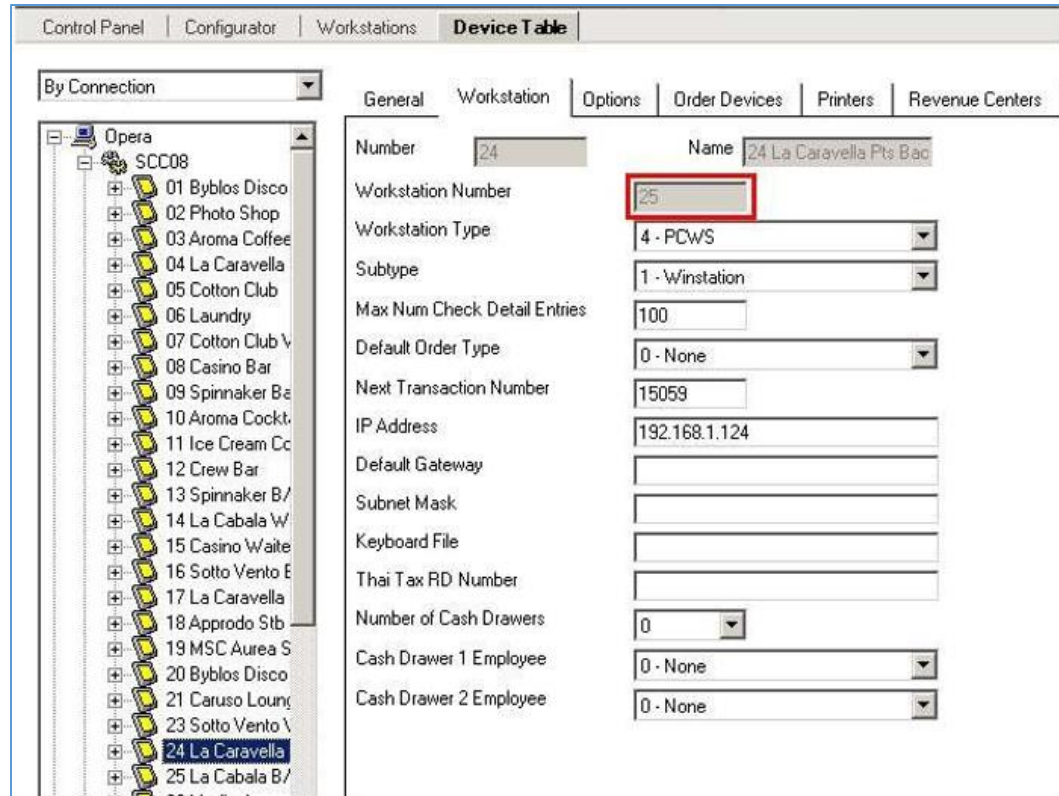 Control Panel | Configurator | Workstations Device Table
By Connection
General Workstation Options Order Devices Printers Revenue Centers
Opera
SCC08
01 Byblos Disco
02 Photo Shop
03 Aroma Coffee
04 La Caravella
05 Cotton Club
06 Laundry
07 Cotton Club V
08 Casino Bar
09 Spinnaker Ba
10 Aroma Cockt
11 Ice Cream Co
12 Crew Bar
13 Spinnaker B/
14 La Cabala W
15 Casino Waite
16 Sotto Vento B
17 La Caravella
18 Approdo Stb
19 MSC Aurea S
20 Byblos Disco
21 Caruso Loung
23 Sotto Vento V
24 La Caravella
25 La Cabala B/
Number 24 Name 24 La Caravella Pts Bac
Workstation Number 25
Workstation Type 4 - PCWS
Subtype 1 - Winstation
Max Num Check Detail Entries 100
Default Order Type 0 - None
Next Transaction Number 15059
IP Address 192.168.1.124
Default Gateway
Subnet Mask
Keyboard File
Thai Tax RD Number
Number of Cash Drawers 0
Cash Drawer 1 Employee 0 - None
Cash Drawer 2 Employee 0 - None